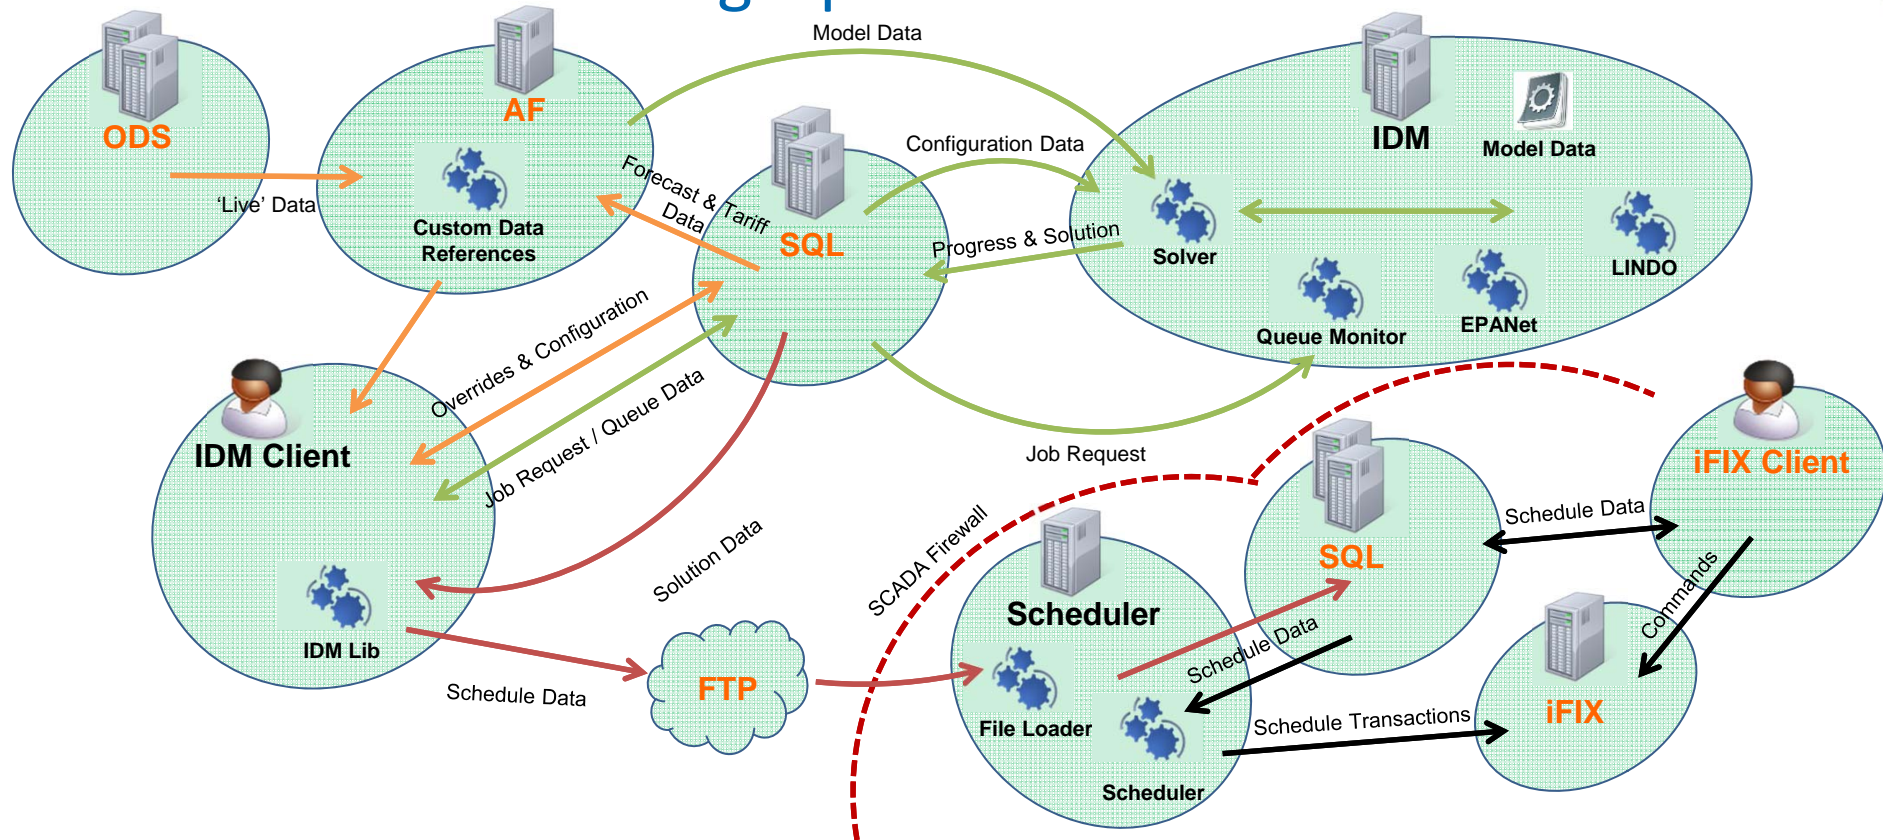 Model Data
ODS
AF
IDM
Model Data
Configuration Data
Forecast & Tariff
Data
'Live' Data
Custom Data
References
SQL
Progress & Solution
Solver
LINDO
Queue Monitor
EPANet
Overrides & Configuration
Job Request / Queue Data
IDM Client
Job Request
iFIX Client
Solution Data
SCADA Firewall
SQL
Schedule Data
Commands
Scheduler
Schedule Data
IDM Lib
Schedule Data
FTP
File Loader
Schedule Transactions
iFIX
Scheduler